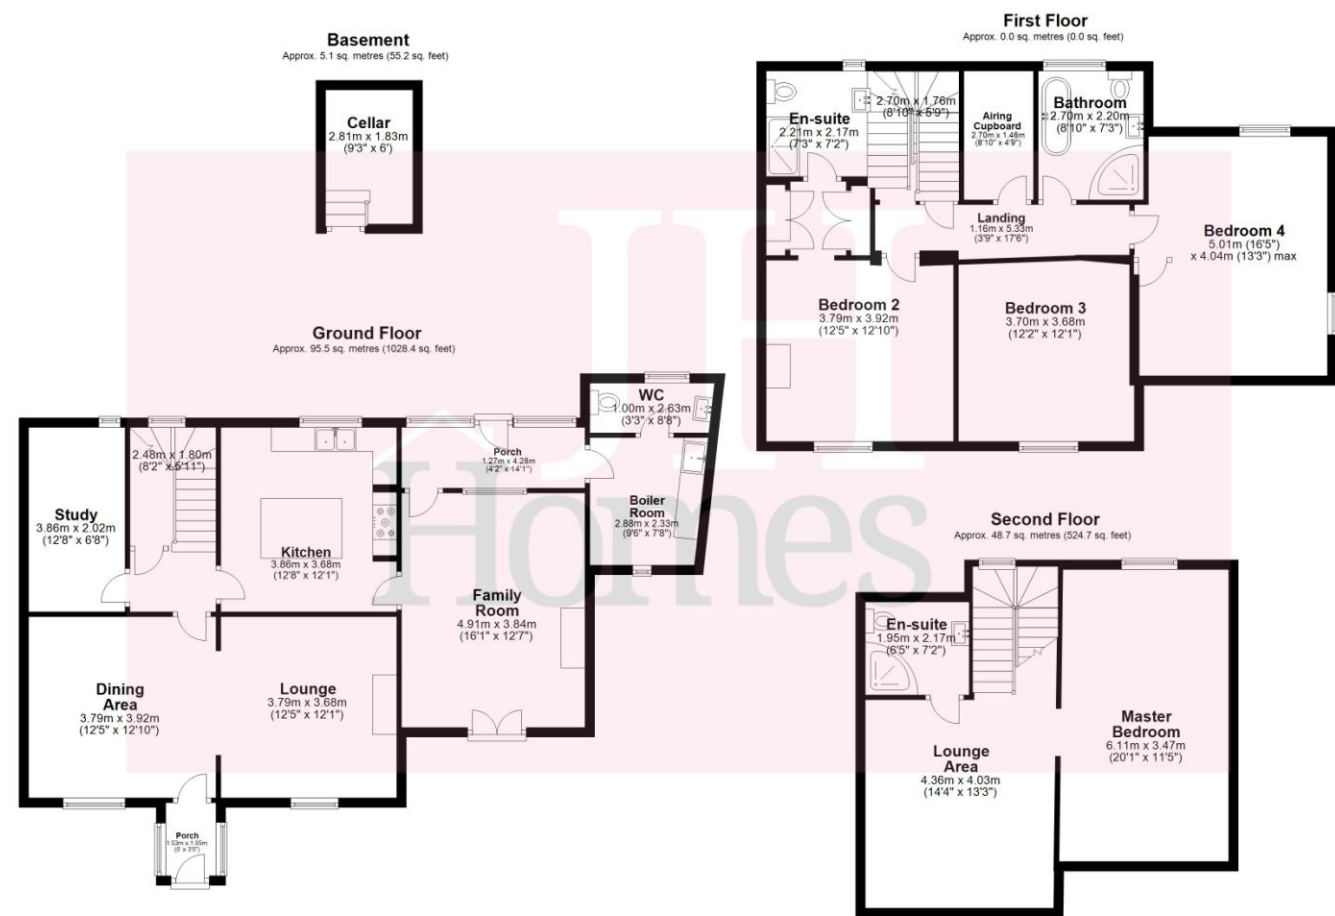 Basement
Approx. 5.1 sq. metres (55.2 sq. feet)
Cellar
2.81m x 1.83m
(9'3" x 6')
First Floor
Approx. 0.0 sq. metres (0.0 sq. feet)
En-suite
2.21m x 2.17m
(7'3" x 7'2")
2.70m x 1.76m
(8'10" x 5'9")
Airing
Cupboard
2.70m x 1.46m
(8'10" x 4'9")
Bathroom
2.70m x 2.20m
(8'10" x 7'3")
Landing
1.16m x 5.33m
(3'9" x 17'6")
Bedroom 4
5.01m (16'5")
x 4.04m (13'3") max
Bedroom 2
3.79m x 3.92m
(12'5" x 12'10")
Bedroom 3
3.70m x 3.68m
(12'2" x 12'1")
Ground Floor
Approx. 95.5 sq. metres (1028.4 sq. feet)
WC
1.00m x 2.63m
(3'3" x 8'8")
Porch
1.27m x 4.28m
(4'2" x 14'1")
2.48m x 1.80m
(8'2" x 5'11")
Study
3.86m x 2.02m
(12'8" x 6'8")
Kitchen
3.86m x 3.68m
(12'8" x 12'1")
Boiler
Room
2.88m x 2.33m
(9'6" x 7'8")
Family
Room
4.91m x 3.84m
(16'1" x 12'7")
Dining
Area
3.79m x 3.92m
(12'5" x 12'10")
Lounge
3.79m x 3.68m
(12'5" x 12'1")
Porch
1.53m x 1.05m
(5' x 3'5")
Second Floor
Approx. 48.7 sq. metres (524.7 sq. feet)
En-suite
1.95m x 2.17m
(6'5" x 7'2")
Lounge
Area
4.36m x 4.03m
(14'4" x 13'3")
Master
Bedroom
6.11m x 3.47m
(20'1" x 11'5")
JH
Homes